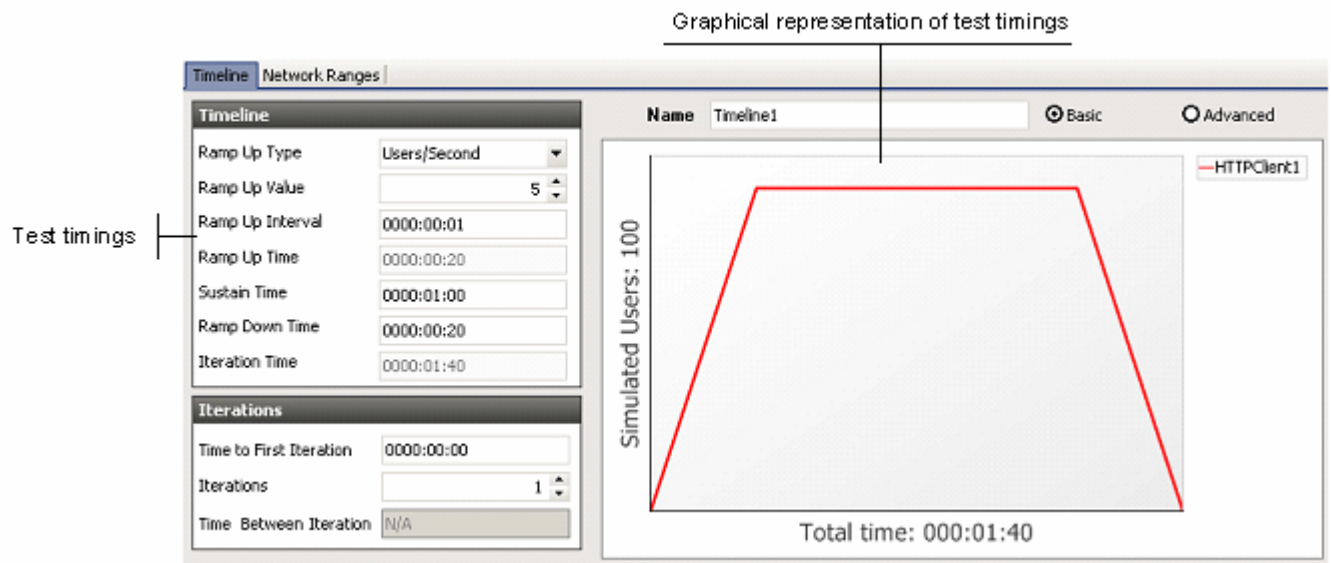 Graphical representation of test timings
Timeline Network Ranges
Timeline
Name Timeline1 Basic Advanced
Ramp Up Type Users/Second
Ramp Up Value 5
Ramp Up Interval 0000:00:01
Ramp Up Time 0000:00:20
Sustain Time 0000:01:00
Ramp Down Time 0000:00:20
Iteration Time 0000:01:40
Test timings
HTTPClient1
Simulated Users: 100
Total time: 000:01:40
Iterations
Time to First Iteration 0000:00:00
Iterations 1
Time Between Iteration N/A